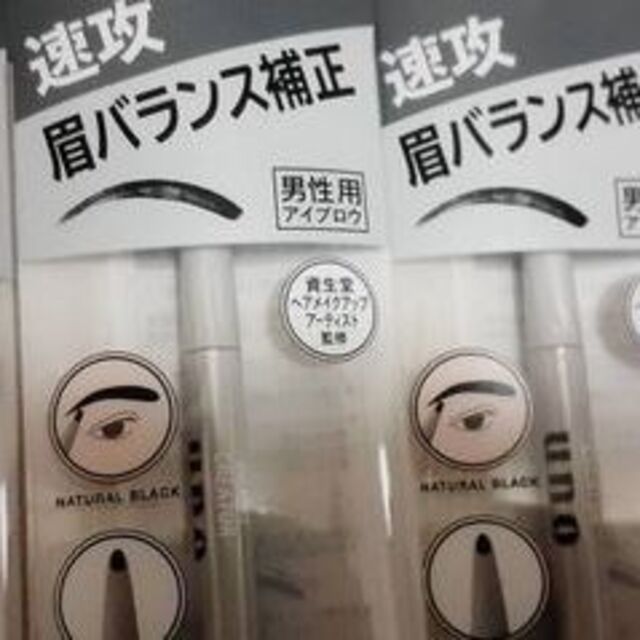 速攻
眉バランス補正
男性用
アイブロウ
資生堂
ヘアメイクアップ
アーティスト
監修
NATURAL BLACK
uno
速攻
眉バランス補
NATURAL BLACK
uno